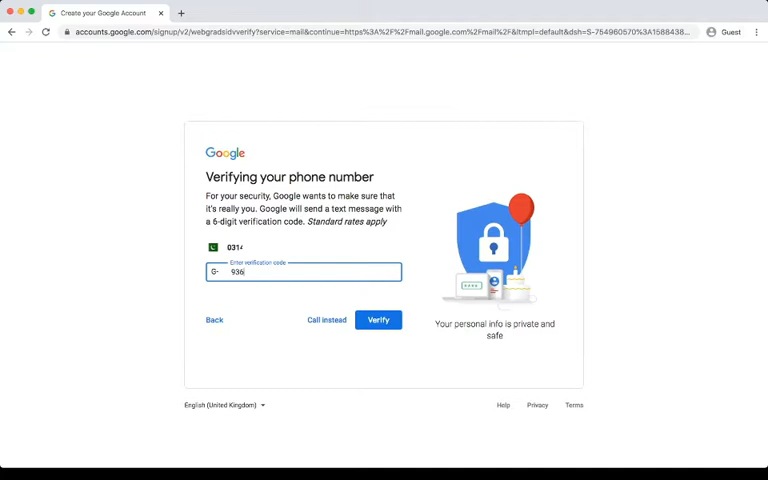 Create your Google Account
accounts.google.com/signup/v2/webgradsidvverify?service=mail&continue=https%3A%2F%2Fmail.google.com%2Fmail%2F&ltmpl=default&dsh=S-754960570%3A1588438...
Guest
Google
Verifying your phone number
For your security, Google wants to make sure that
it's really you. Google will send a text message with
a 6-digit verification code. Standard rates apply
0314
Enter verification code
G- 936
Back
Call instead
Verify
Your personal info is private and
safe
English (United Kingdom)
Help
Privacy
Terms